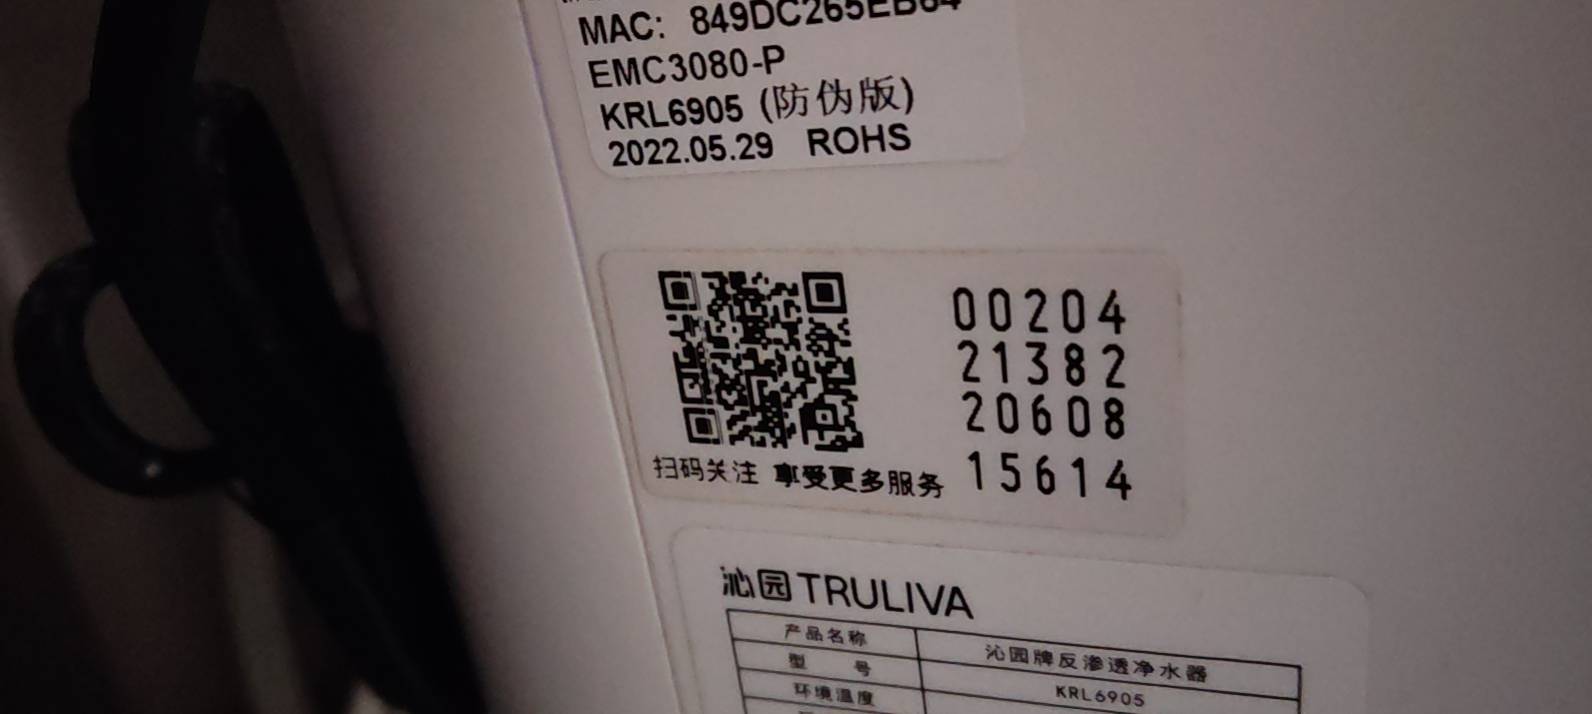 MAC: 849DC265EB64
EMC3080-P
KRL6905 (防伪版)
2022.05.29 ROHS
00204
21382
20608
15614
扫码关注 享受更多服务
沁园 TRULIVA
产品名称 沁园牌反渗透净水器
型 号 KRL6905
环境温度